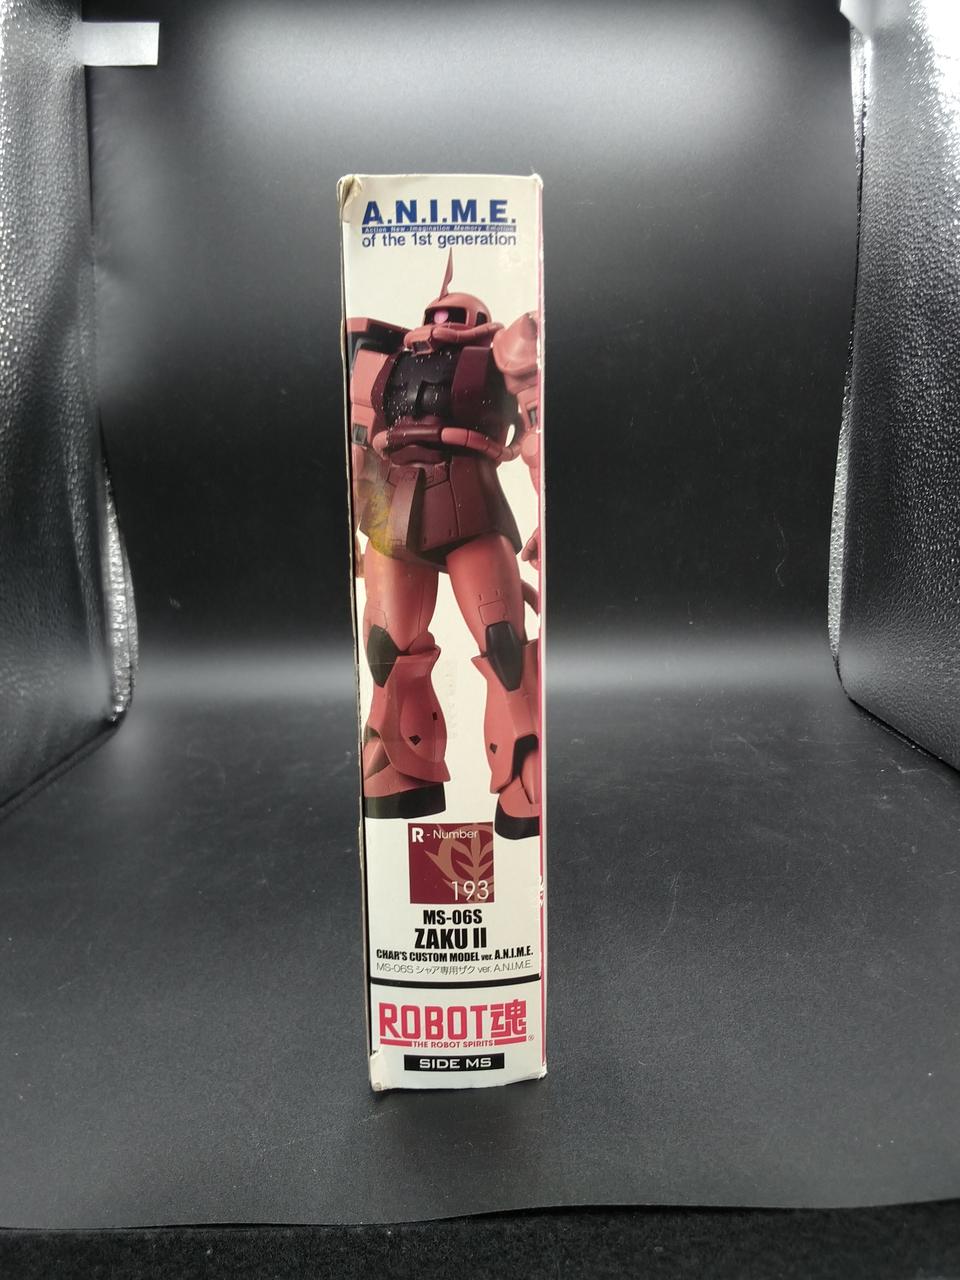 A.N.I.M.E.
Action New-Imagination Memory Emotion
of the 1st generation
R - Number
193
MS-06S
ZAKU II
CHAR'S CUSTOM MODEL ver. A.N.I.M.E.
MS-06S シャア専用ザク ver. A.N.I.M.E.
ROBOT魂®
THE ROBOT SPIRITS
SIDE MS